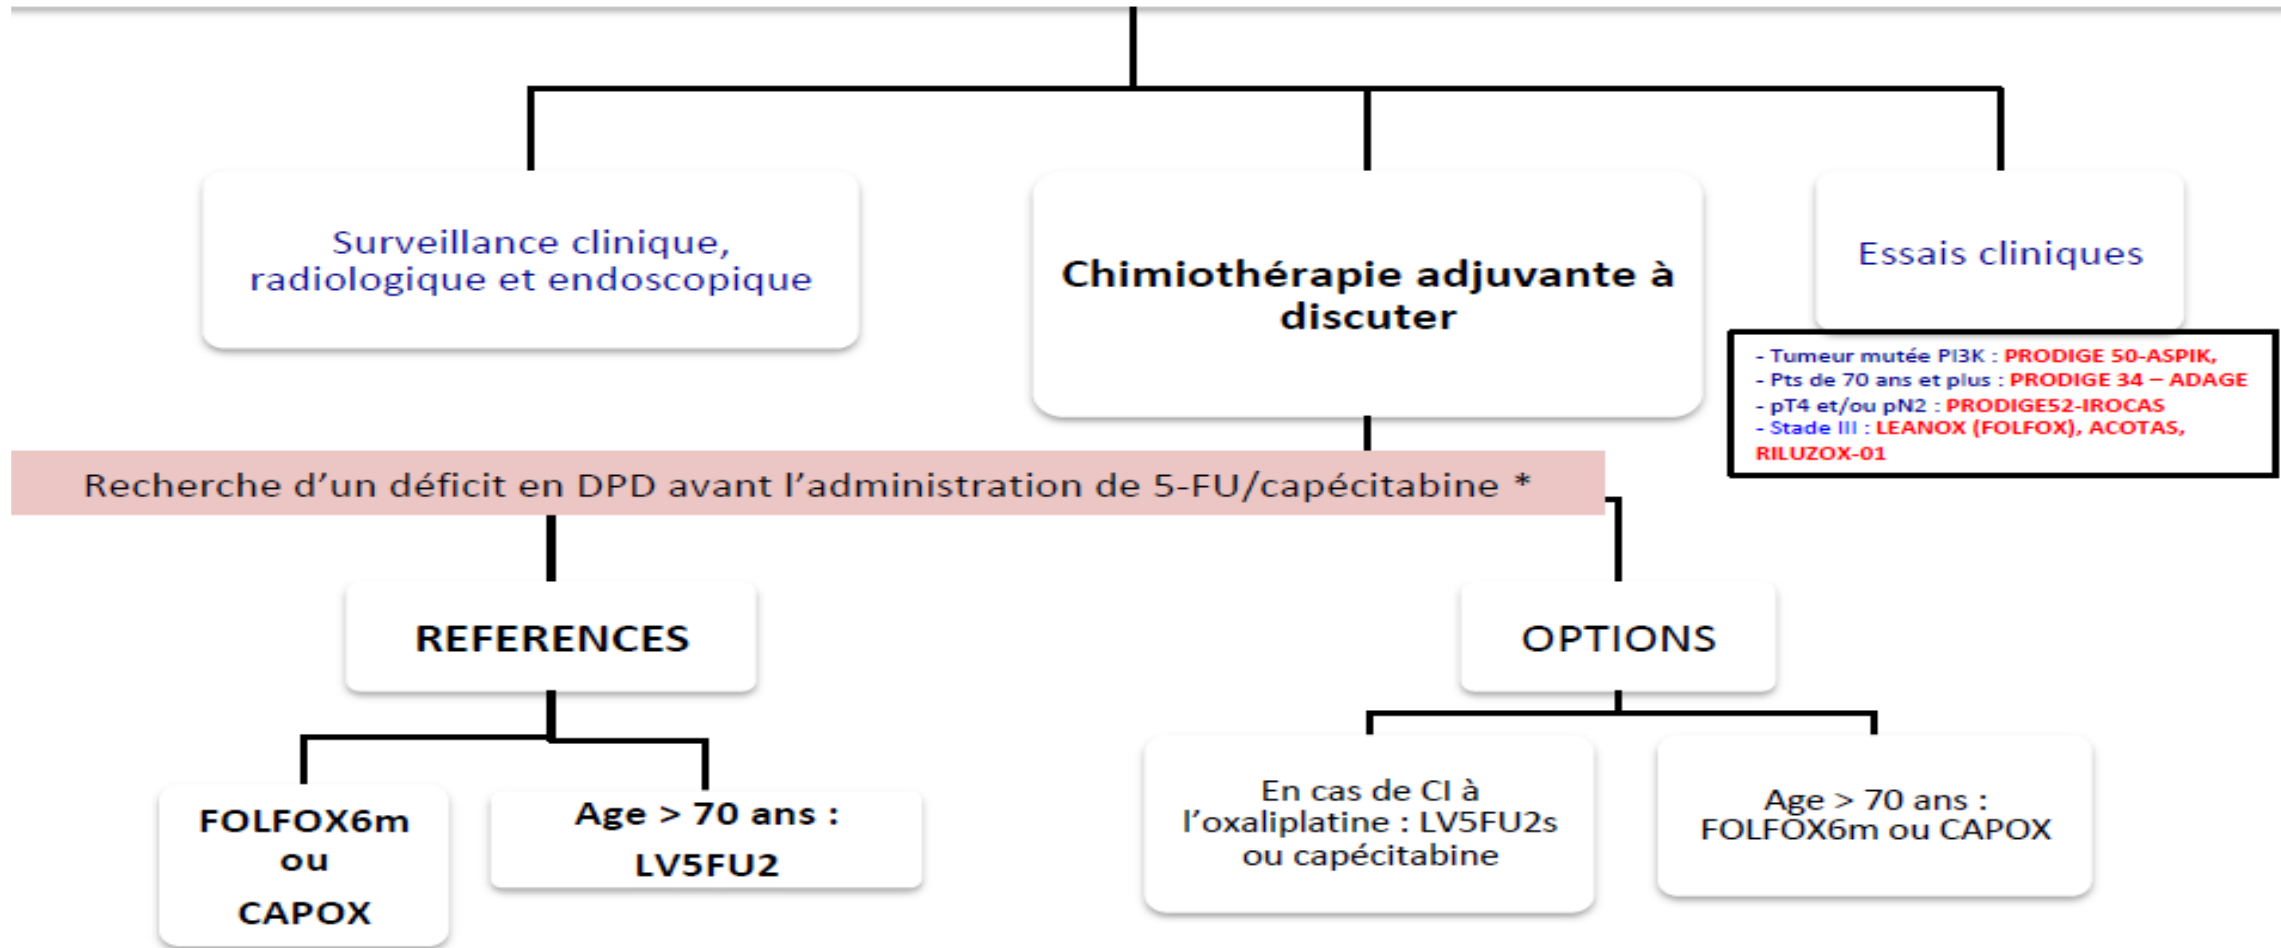 Surveillance clinique,
radiologique et endoscopique
Chimiothérapie adjuvante à
discuter
Essais cliniques
- Tumeur mutée PI3K : PRODIGE 50-ASPIK,
- Pts de 70 ans et plus : PRODIGE 34 – ADAGE
- pT4 et/ou pN2 : PRODIGE52-IROCAS
- Stade III : LEANOX (FOLFOX), ACOTAS,
RILUZOX-01
Recherche d’un déficit en DPD avant l’administration de 5-FU/capécitabine *
REFERENCES
OPTIONS
FOLFOX6m
ou
CAPOX
Age > 70 ans :
LV5FU2
En cas de CI à
l’oxaliplatine : LV5FU2s
ou capécitabine
Age > 70 ans :
FOLFOX6m ou CAPOX